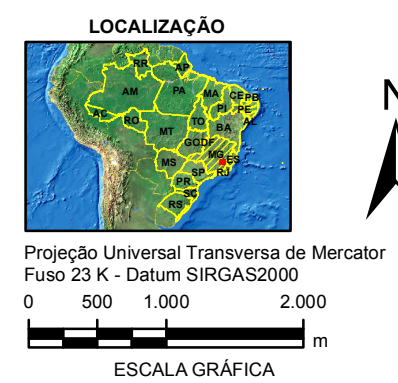 LOCALIZAÇÃO
RR AP
AM PA MA CE PB
PI PE
AC RO TO AL
MT BA
GO DF
MG ES
MS
SP RJ
PR
SC
RS
N
Projeção Universal Transversa de Mercator
Fuso 23 K - Datum SIRGAS2000
0 500 1.000 2.000
m
ESCALA GRÁFICA